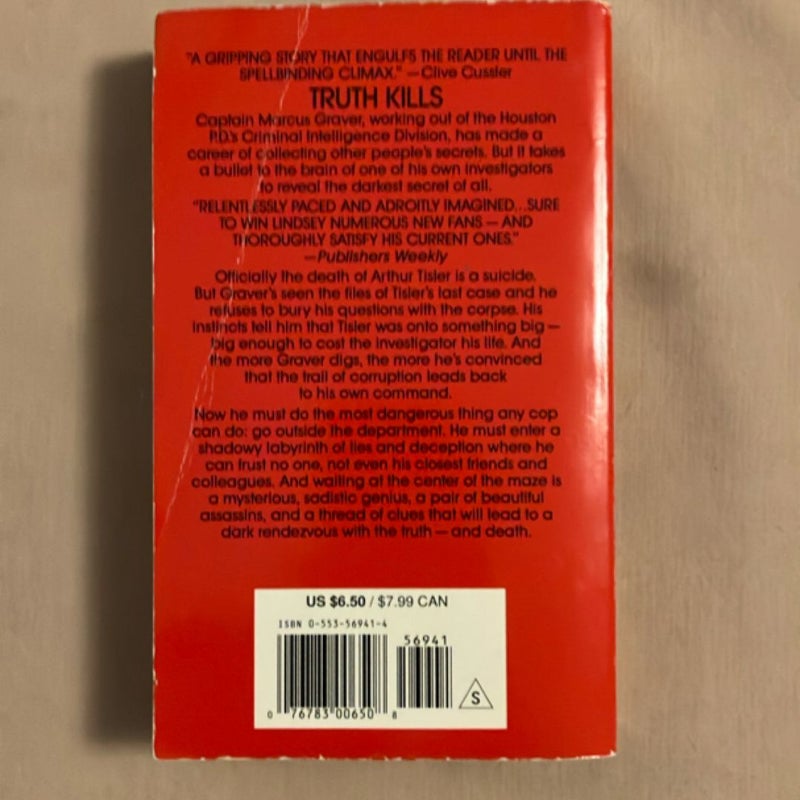 "A GRIPPING STORY THAT ENGULFS THE READER UNTIL THE
SPELLBINDING CLIMAX." —Clive Cussler
TRUTH KILLS
Captain Marcus Graver, working out of the Houston
P.D.'s Criminal Intelligence Division, has made a
career of collecting other people's secrets. But it takes
a bullet to the brain of one of his own investigators
to reveal the darkest secret of all.
"RELENTLESSLY PACED AND ADROITLY IMAGINED...SURE
TO WIN LINDSEY NUMEROUS NEW FANS — AND
THOROUGHLY SATISFY HIS CURRENT ONES."
—Publishers Weekly
Officially the death of Arthur Tisler is a suicide.
But Graver's seen the files of Tisler's last case and he
refuses to bury his questions with the corpse. His
instincts tell him that Tisler was onto something big —
big enough to cost the investigator his life. And
the more Graver digs, the more he's convinced
that the trail of corruption leads back
to his own command.
Now he must do the most dangerous thing any cop
can do: go outside the department. He must enter a
shadowy labyrinth of lies and deception where he
can trust no one, not even his closest friends and
colleagues. And waiting at the center of the maze is
a mysterious, sadistic genius, a pair of beautiful
assassins, and a thread of clues that will lead to a
dark rendezvous with the truth — and death.
US $6.50 / $7.99 CAN
ISBN 0-553-56941-4
56941
S
0 76783 00650 8